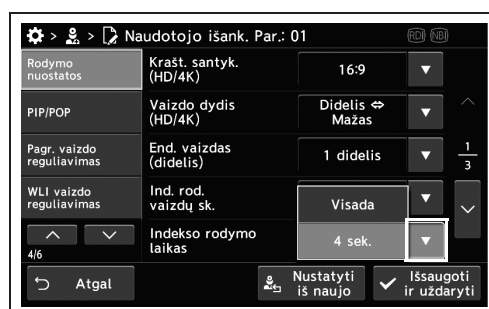 > > Naudotojo išank. Par.: 01 RDI NBI
Rodymo
nuostatos
Krašt. santyk.
(HD/4K)
16:9
PIP/POP
Vaizdo dydis
(HD/4K)
Didelis ⇔
Mažas
Pagr. vaizdo
reguliavimas
End. vaizdas
(didelis)
1 didelis
1
3
WLI vaizdo
reguliavimas
Ind. rod.
vaizdų sk.
Visada
4/6
Indekso rodymo
laikas
4 sek.
Atgal
Nustatyti
iš naujo
Išsaugoti
ir uždaryti